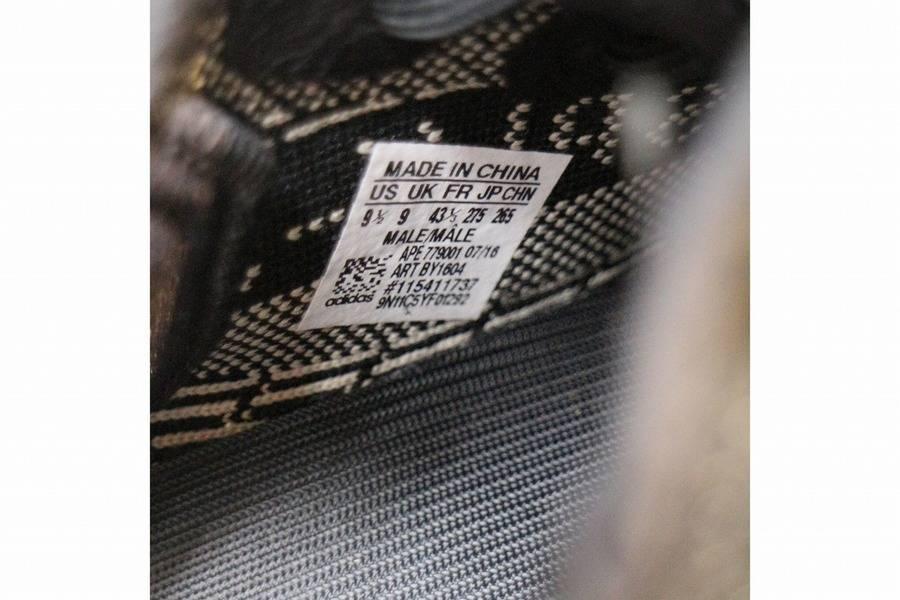 MADE IN CHINA
US UK FR JP CHN
9½ 9 43⅓ 275 265
MALE/MÂLE
APE 779001 07/16
ART BY1604
#115411737
adidas 9N11C5YF01292